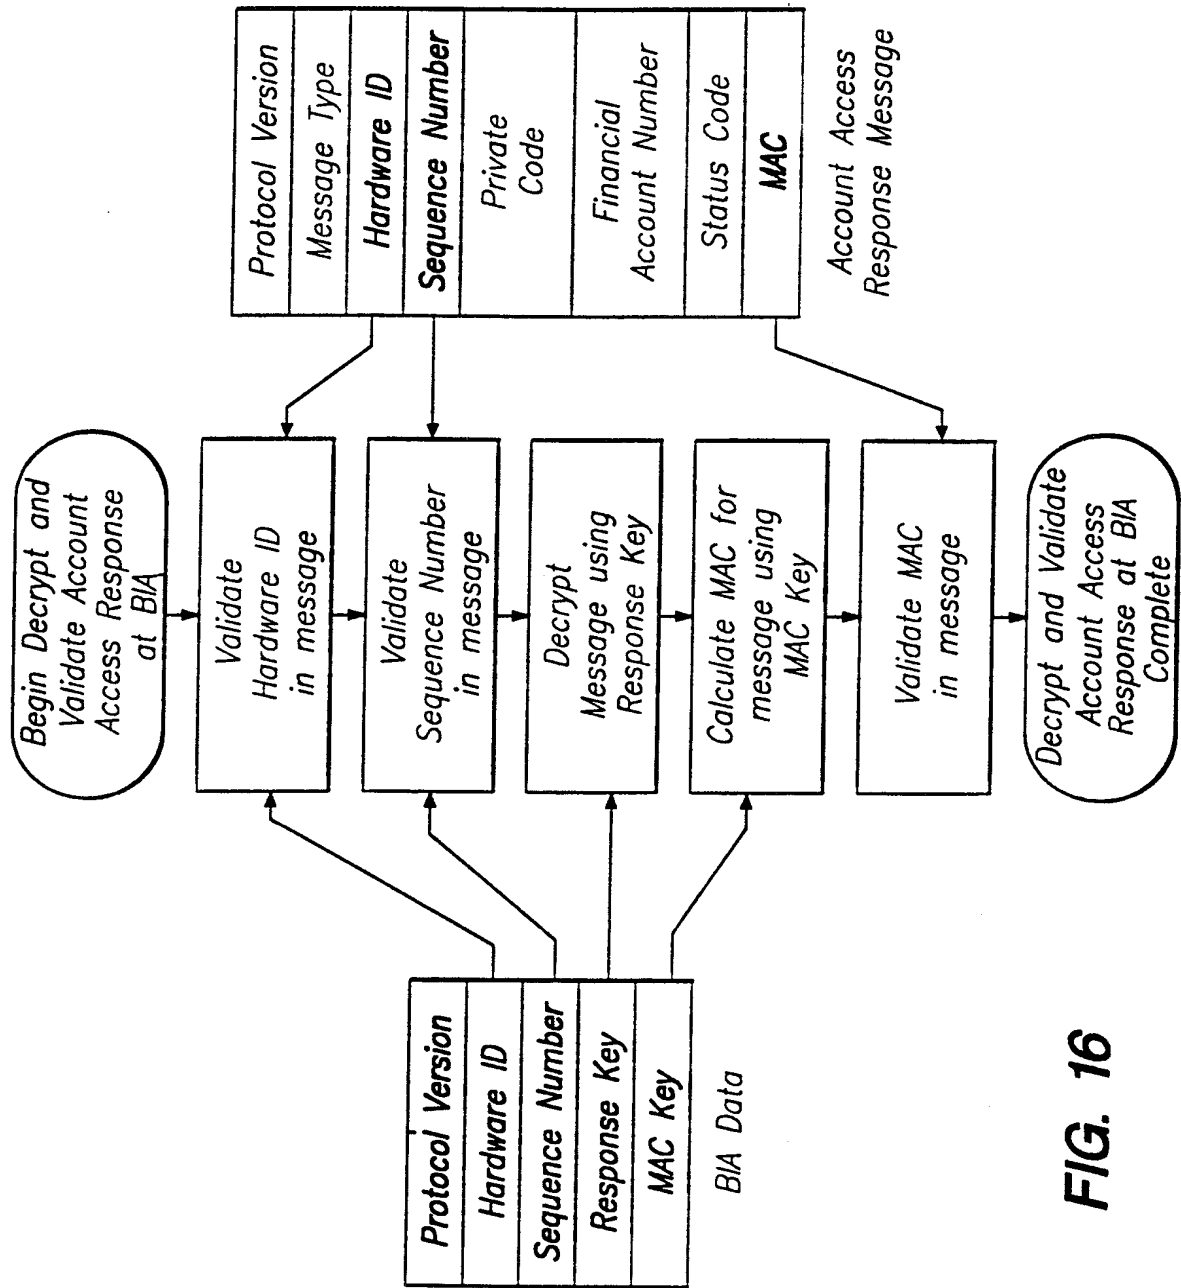 Begin Decrypt and
Validate Account
Access Response
at BIA
Validate
Hardware ID
in message
Validate
Sequence Number
in message
Decrypt
Message using
Response Key
Calculate MAC for
message using
MAC Key
Validate MAC
in message
Decrypt and Validate
Account Access
Response at BIA
Complete
Protocol Version
Hardware ID
Sequence Number
Response Key
MAC Key
BIA Data
Protocol Version
Message Type
Hardware ID
Sequence Number
Private
Code
Financial
Account Number
Status Code
MAC
Account Access
Response Message
FIG. 16